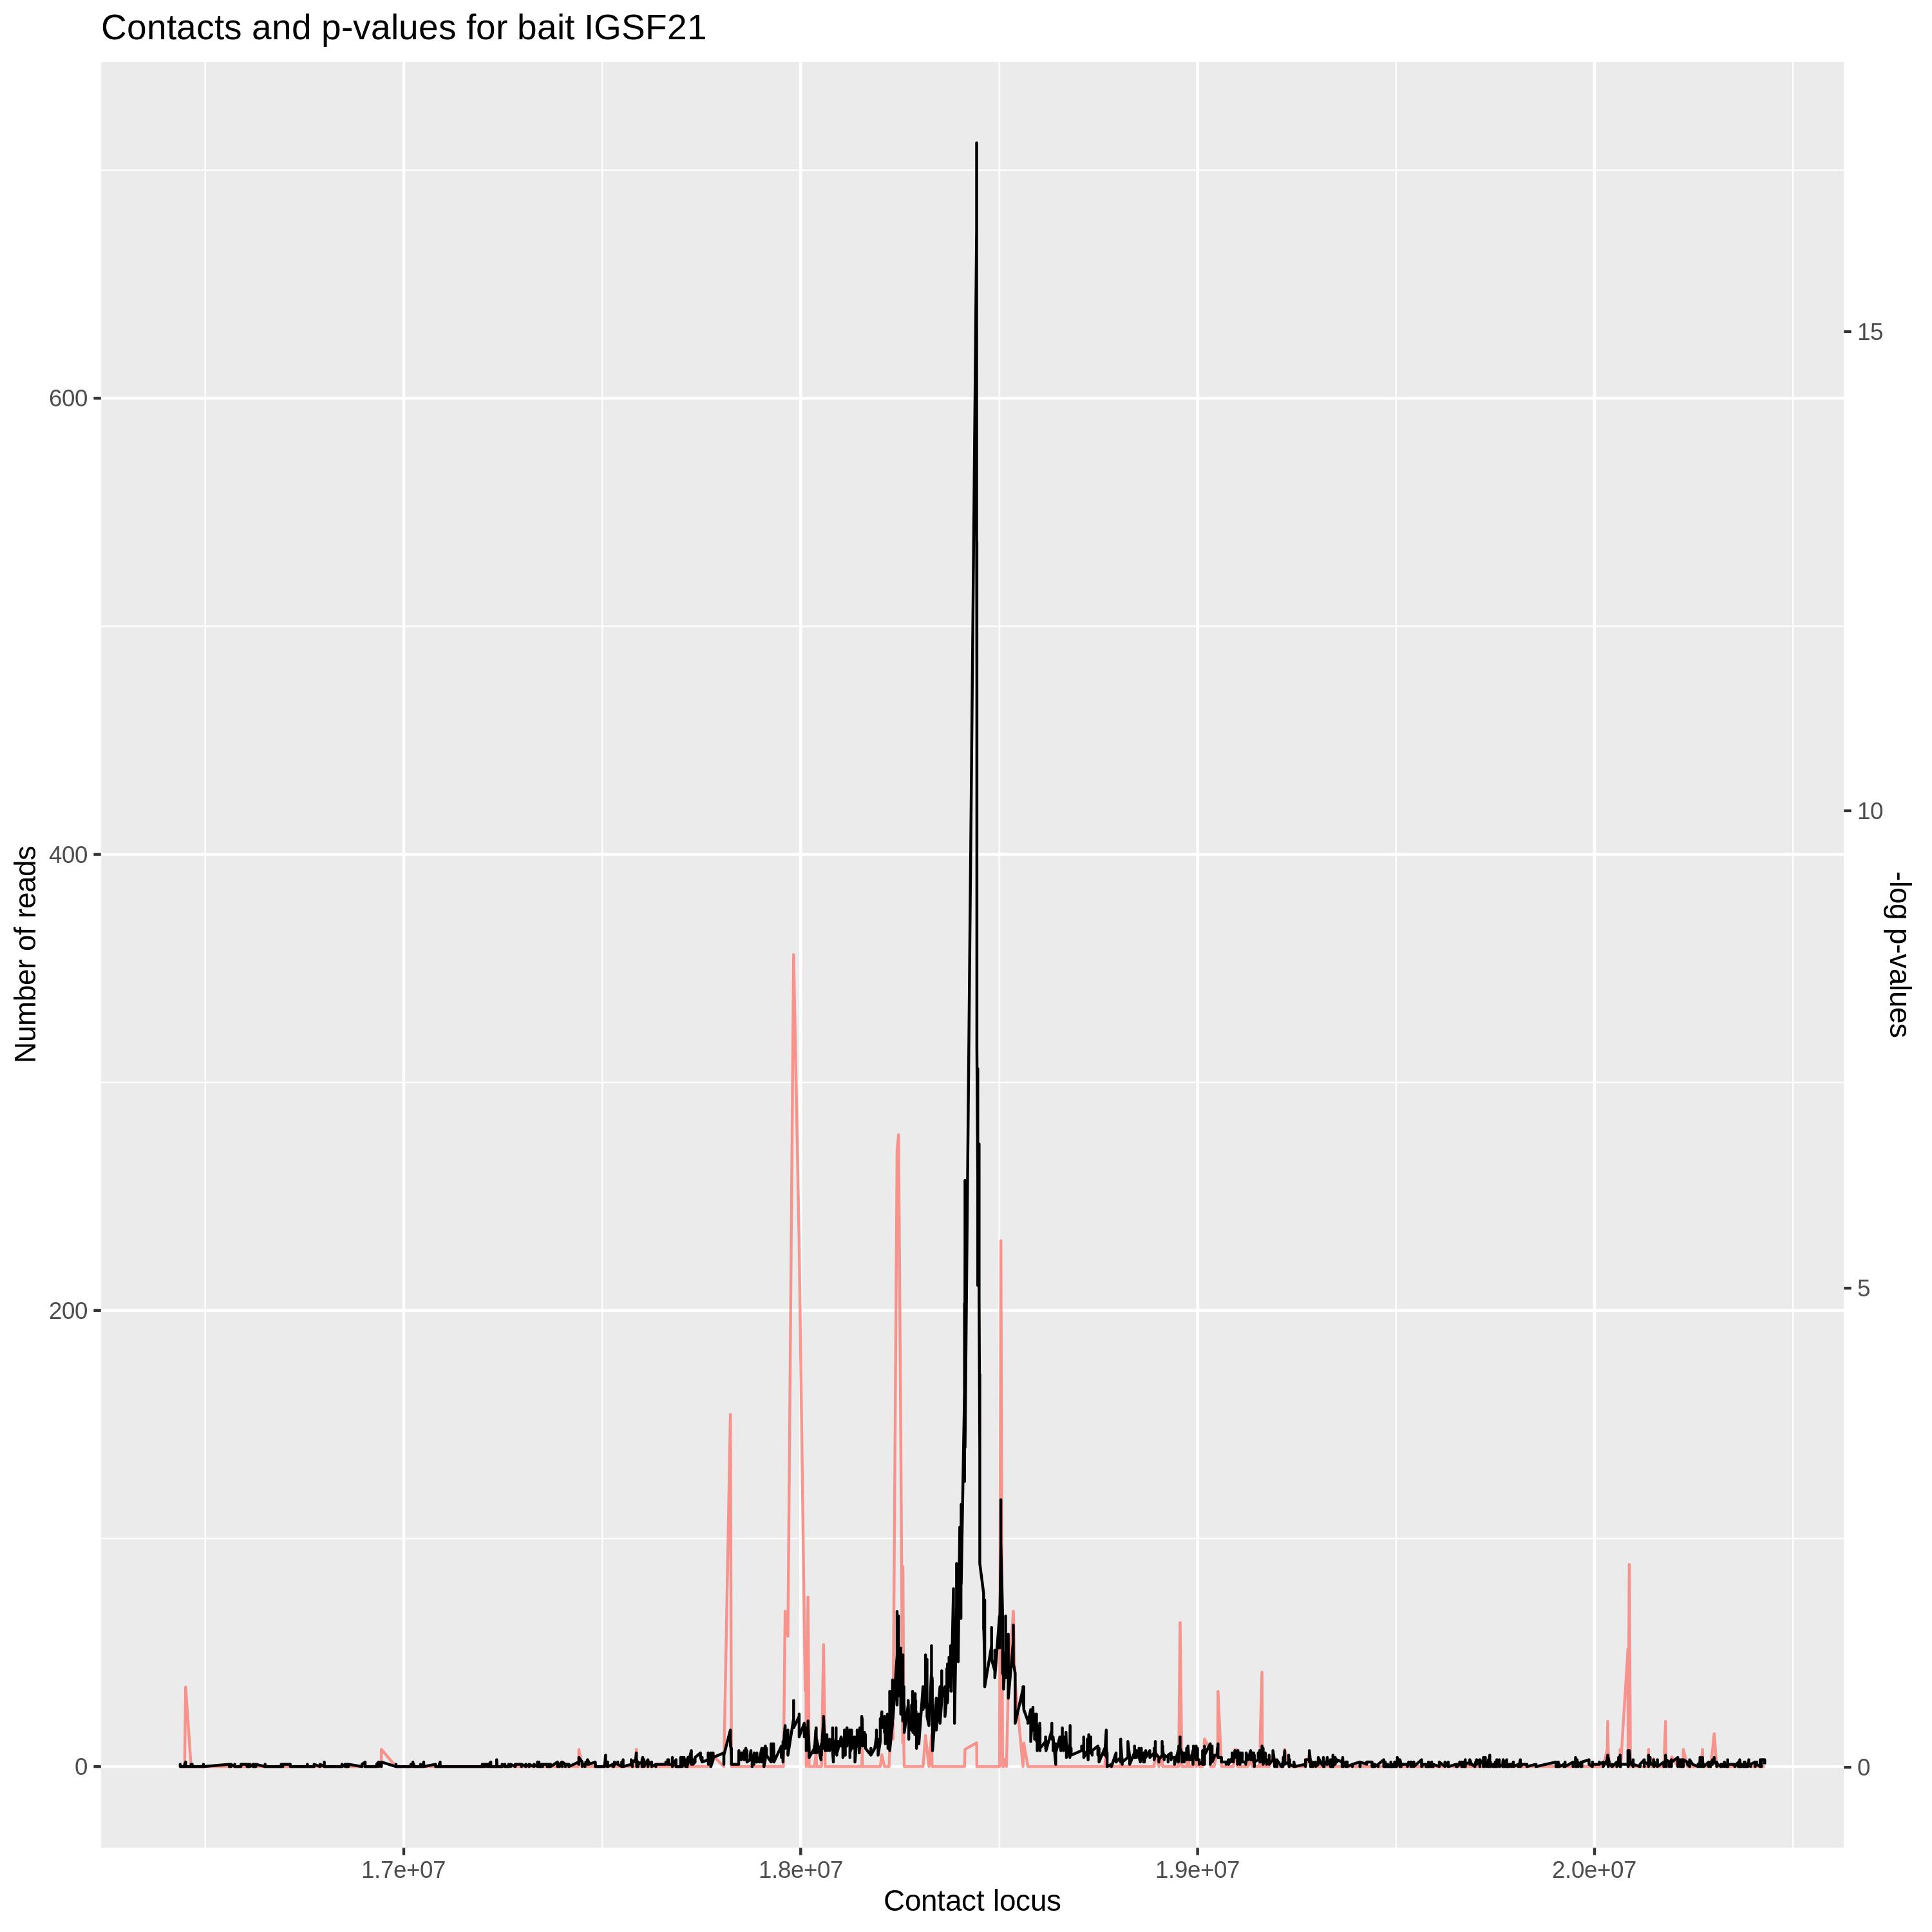 Contacts and p-values for bait IGSF21
Number of reads
600
400
200
0
15
10
5
0
-log p-values
1.7e+07
1.8e+07
1.9e+07
2.0e+07
Contact locus